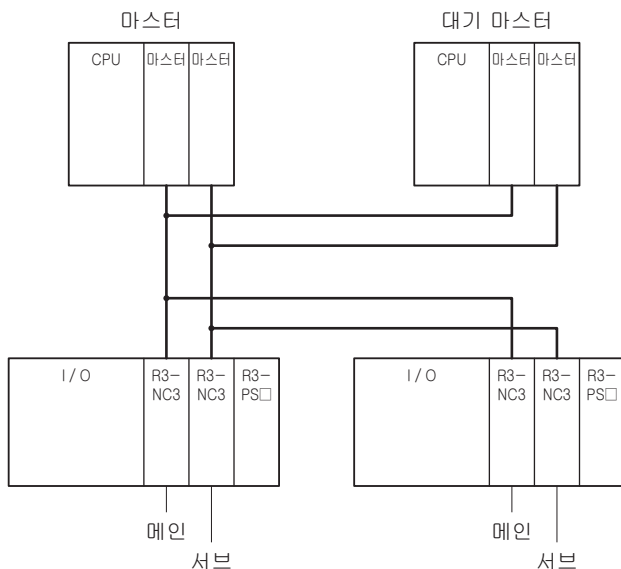 마스터 대기 마스터
CPU 마스터 마스터 CPU 마스터 마스터
I/O R3- R3- R3- I/O R3- R3- R3-
NC3 NC3 PS□ NC3 NC3 PS□
메인 메인
서브 서브